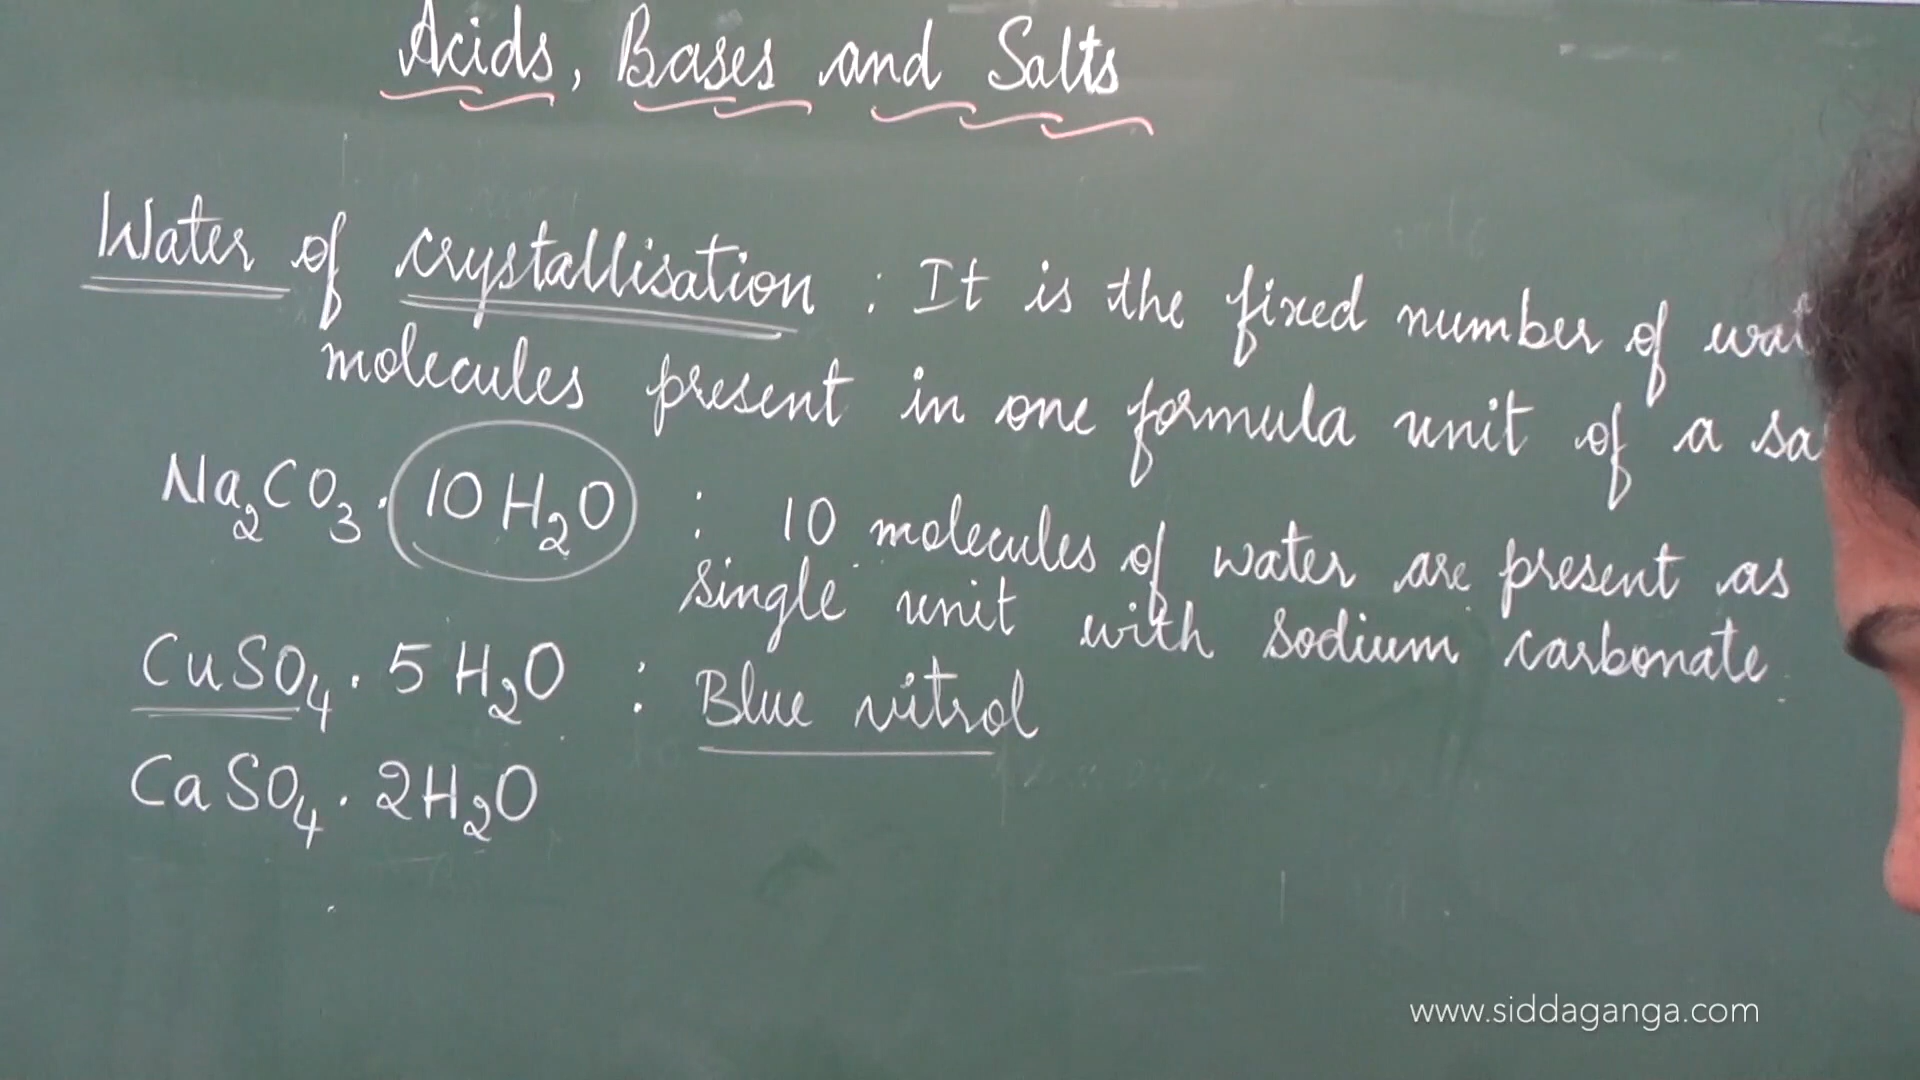 Acids, Bases and Salts
Water of crystallisation : It is the fixed number of wat
molecules present in one formula unit of a sa
Na₂CO₃ · 10 H₂O : 10 molecules of water are present as
single unit with sodium carbonate.
CuSO₄ · 5 H₂O : Blue vitrol
CaSO₄ · 2H₂O
www.siddaganga.com